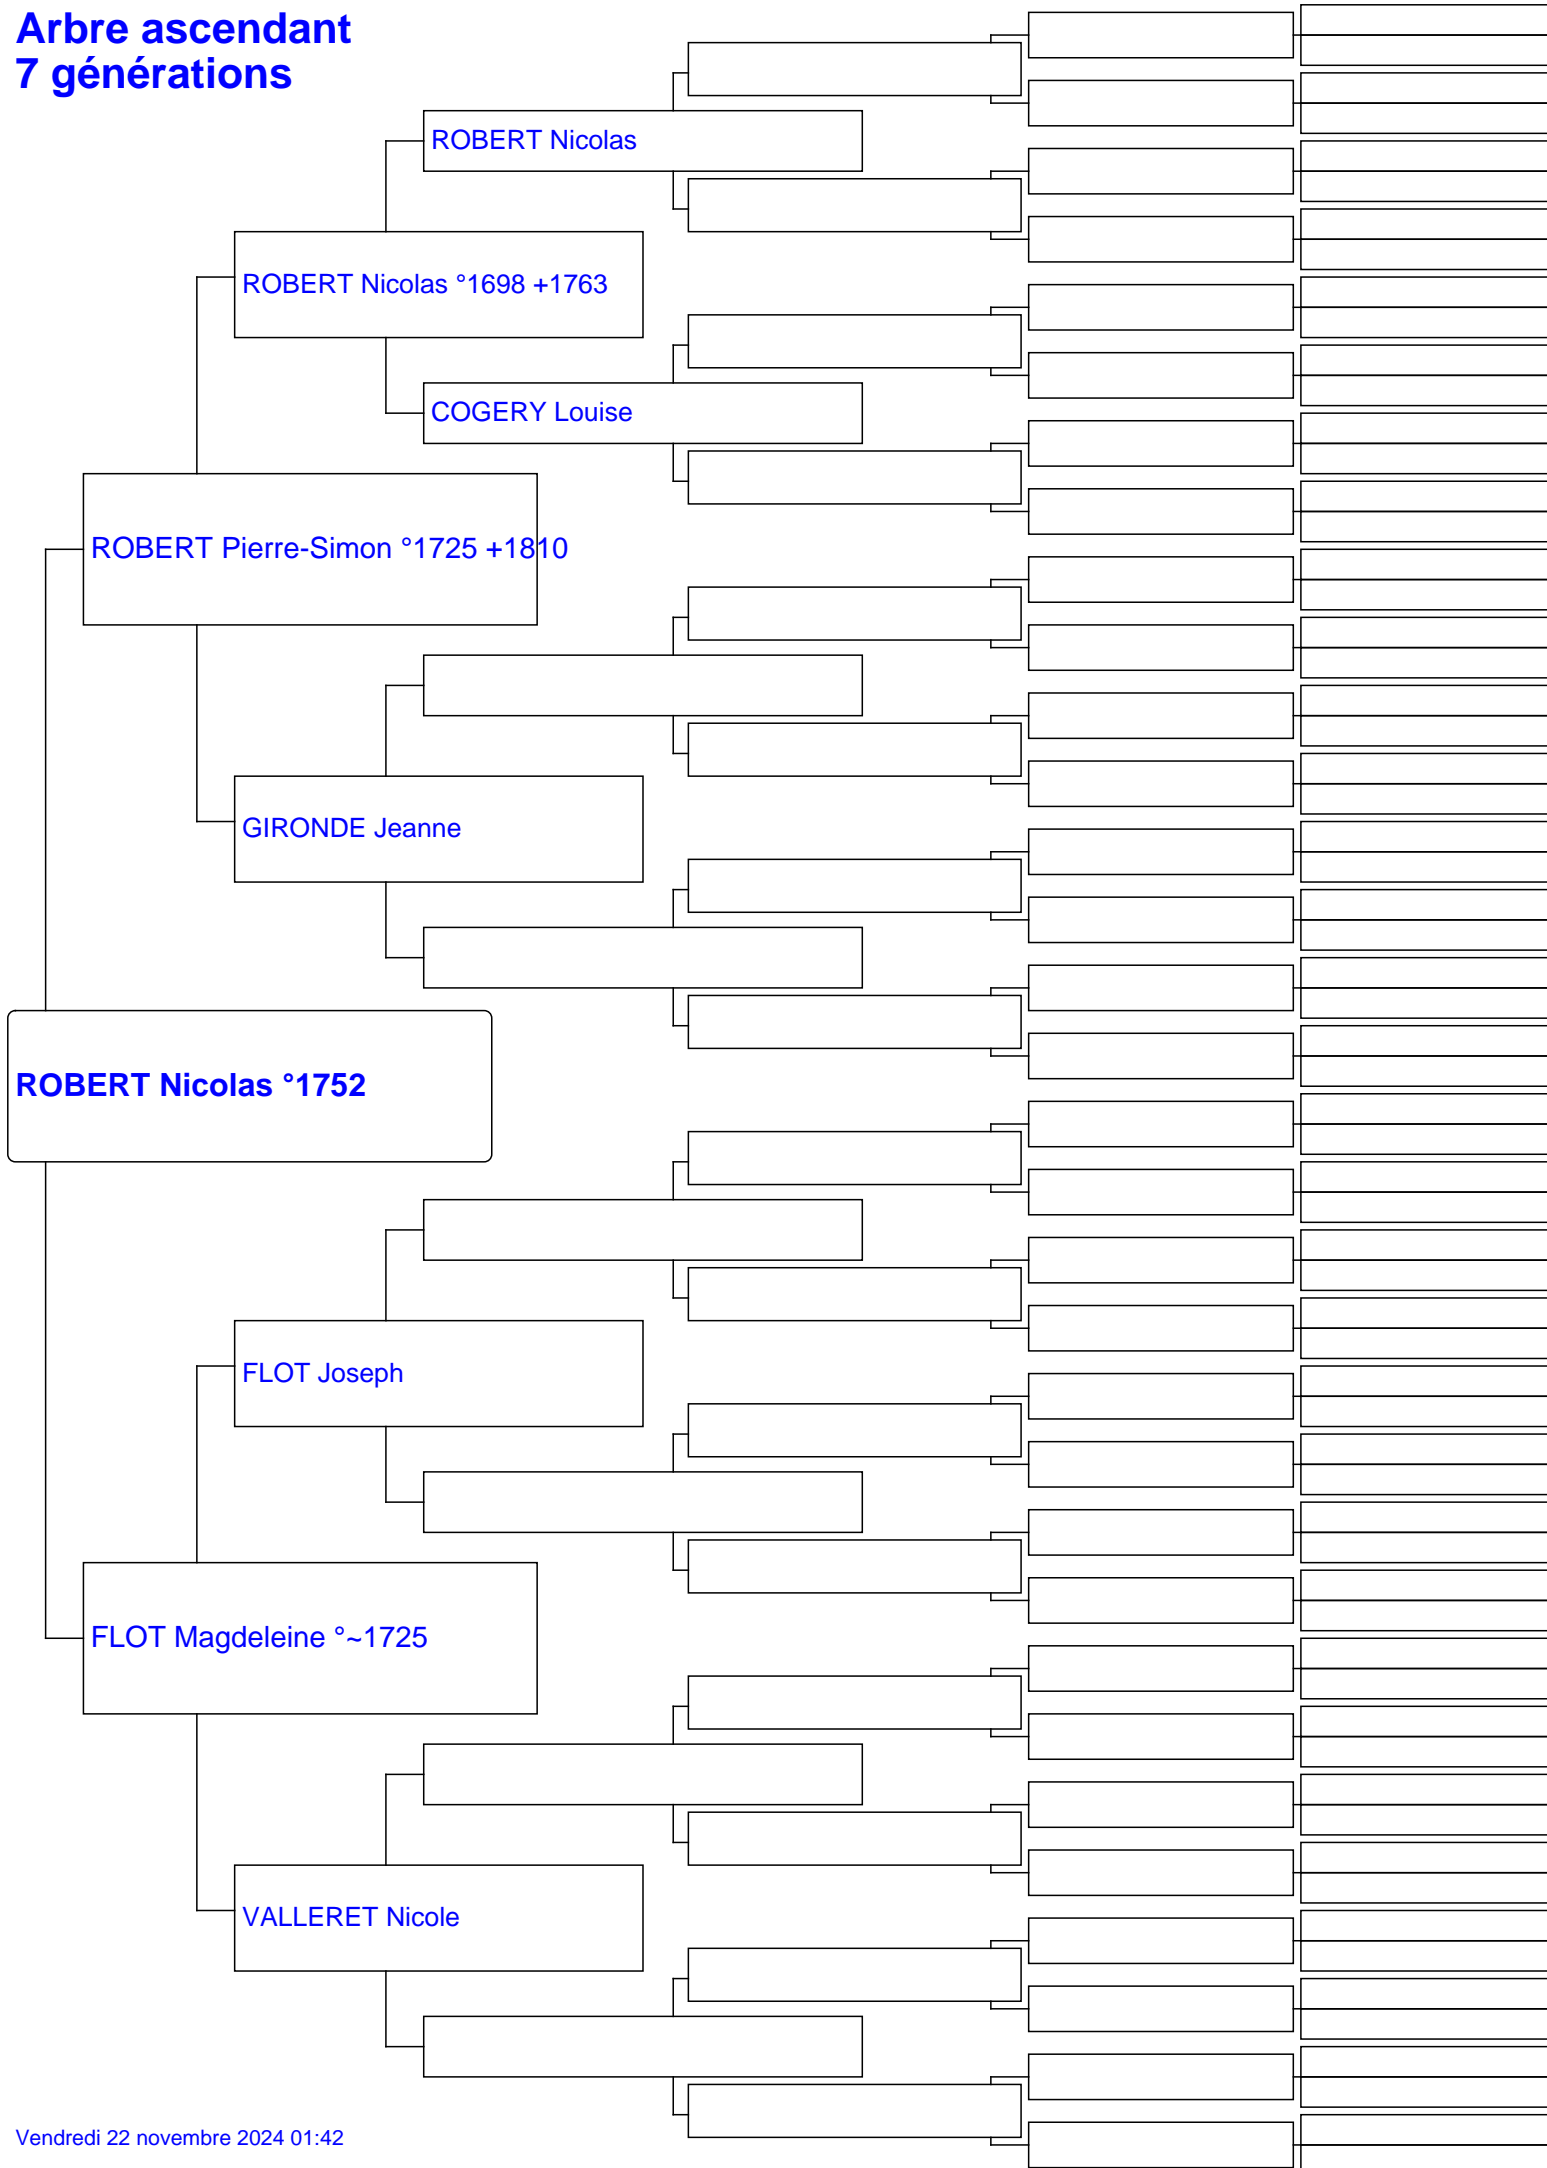 Arbre ascendant
7 générations
ROBERT Nicolas
ROBERT Nicolas °1698 +1763
COGERY Louise
ROBERT Pierre-Simon °1725 +1810
GIRONDE Jeanne
ROBERT Nicolas °1752
FLOT Joseph
FLOT Magdeleine °~1725
VALLERET Nicole
Vendredi 22 novembre 2024 01:42